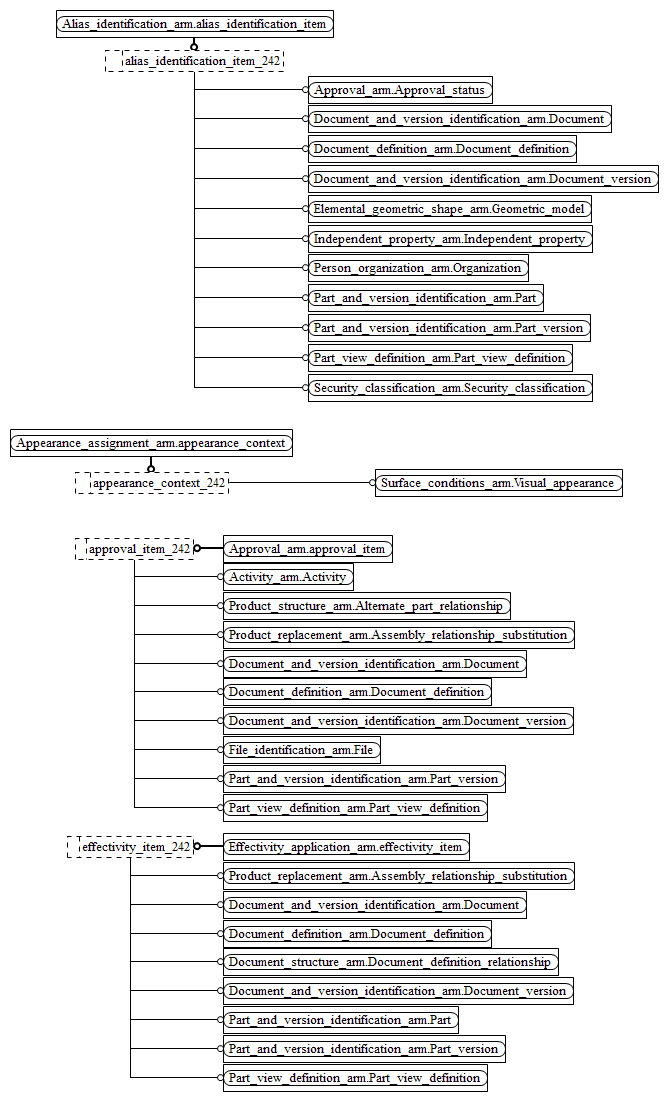 Alias_identification_arm.alias_identification_item
alias_identification_item_242
Approval_arm.Approval_status
Document_and_version_identification_arm.Document
Document_definition_arm.Document_definition
Document_and_version_identification_arm.Document_version
Elemental_geometric_shape_arm.Geometric_model
Independent_property_arm.Independent_property
Person_organization_arm.Organization
Part_and_version_identification_arm.Part
Part_and_version_identification_arm.Part_version
Part_view_definition_arm.Part_view_definition
Security_classification_arm.Security_classification
Appearance_assignment_arm.appearance_context
appearance_context_242
Surface_conditions_arm.Visual_appearance
approval_item_242
Approval_arm.approval_item
Activity_arm.Activity
Product_structure_arm.Alternate_part_relationship
Product_replacement_arm.Assembly_relationship_substitution
Document_and_version_identification_arm.Document
Document_definition_arm.Document_definition
Document_and_version_identification_arm.Document_version
File_identification_arm.File
Part_and_version_identification_arm.Part_version
Part_view_definition_arm.Part_view_definition
effectivity_item_242
Effectivity_application_arm.effectivity_item
Product_replacement_arm.Assembly_relationship_substitution
Document_and_version_identification_arm.Document
Document_definition_arm.Document_definition
Document_structure_arm.Document_definition_relationship
Document_and_version_identification_arm.Document_version
Part_and_version_identification_arm.Part
Part_and_version_identification_arm.Part_version
Part_view_definition_arm.Part_view_definition